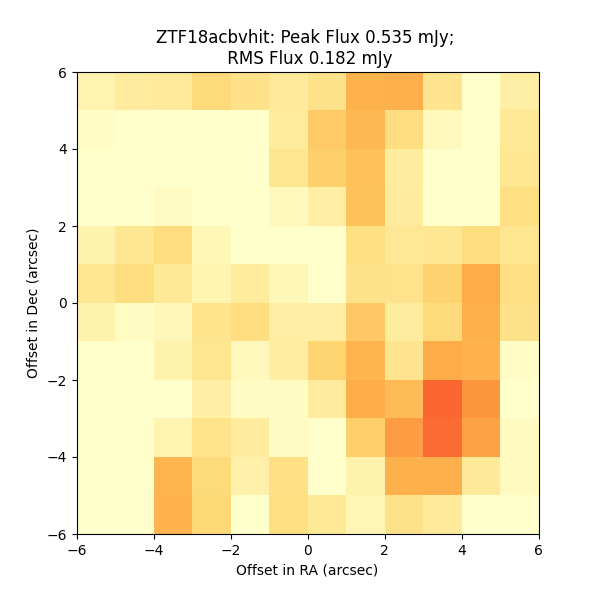 ZTF18acbvhit: Peak Flux 0.535 mJy;
RMS Flux 0.182 mJy
6
4
2
0
−2
−4
−6
Offset in Dec (arcsec)
−6 −4 −2 0 2 4 6
Offset in RA (arcsec)